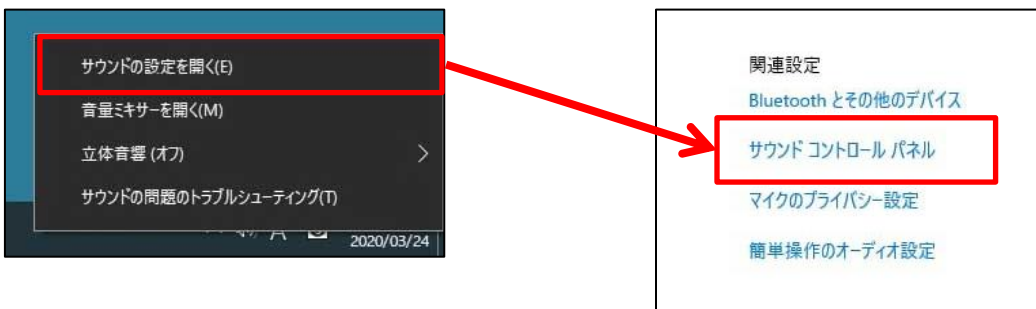 サウンドの設定を開く(E)
音量ミキサーを開く(M)
立体音響 (オフ)
サウンドの問題のトラブルシューティング(T)
2020/03/24
関連設定
Bluetooth とその他のデバイス
サウンド コントロール パネル
マイクのプライバシー設定
簡単操作のオーディオ設定